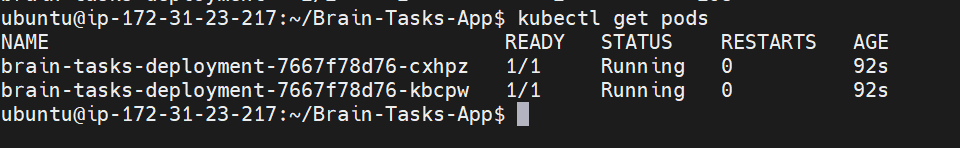 ubuntu@ip-172-31-23-217:~/Brain-Tasks-App$ kubectl get pods
NAME READY STATUS RESTARTS AGE
brain-tasks-deployment-7667f78d76-cxhpz 1/1 Running 0 92s
brain-tasks-deployment-7667f78d76-kbcpw 1/1 Running 0 92s
ubuntu@ip-172-31-23-217:~/Brain-Tasks-App$